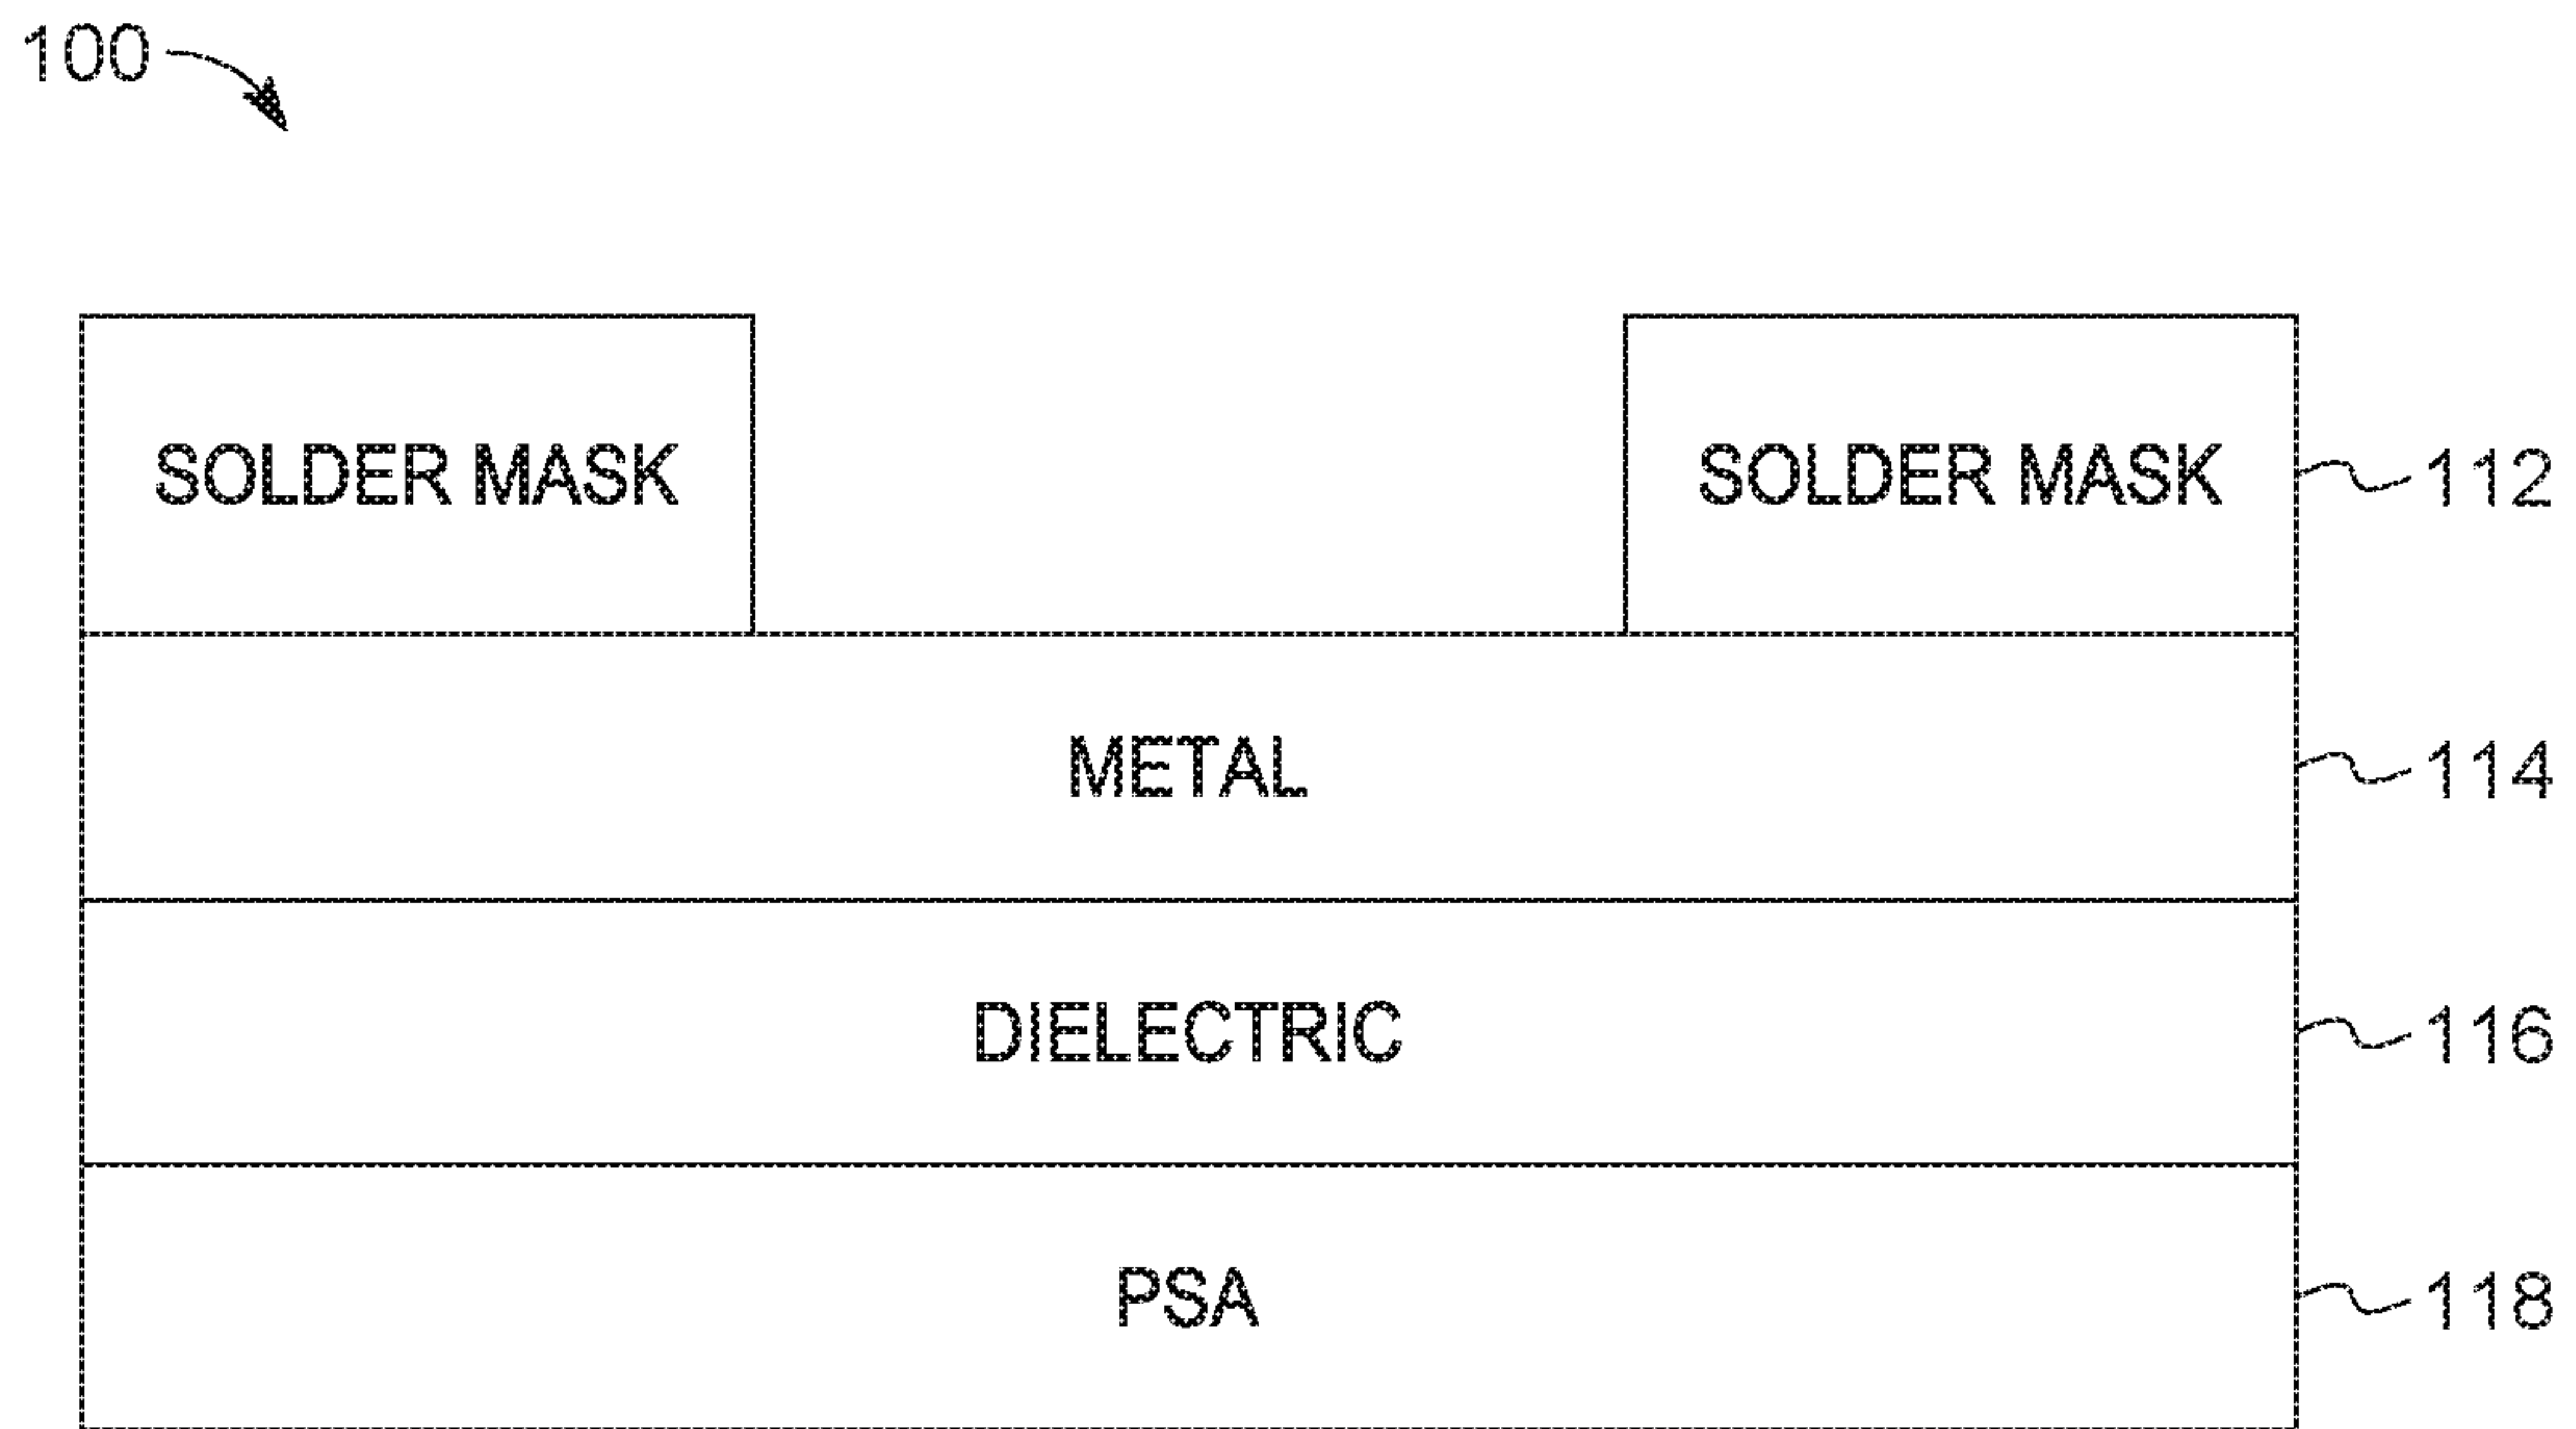 100
SOLDER MASK SOLDER MASK 112
METAL 114
DIELECTRIC 116
PSA 118